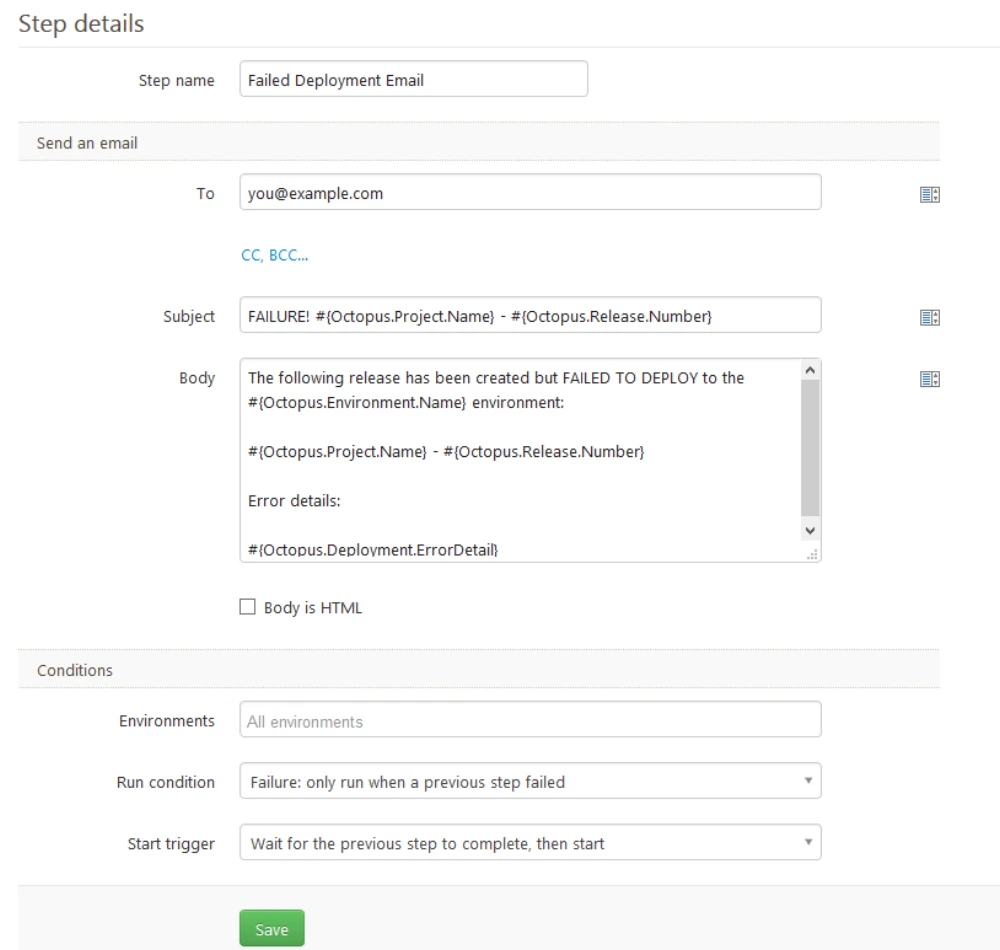 Step details
Step name
Failed Deployment Email
Send an email
To
you@example.com
CC, BCC...
Subject
FAILURE! #{Octopus.Project.Name} - #{Octopus.Release.Number}
Body
The following release has been created but FAILED TO DEPLOY to the
#{Octopus.Environment.Name} environment:
#{Octopus.Project.Name} - #{Octopus.Release.Number}
Error details:
#{Octopus.Deployment.ErrorDetail}
Body is HTML
Conditions
Environments
All environments
Run condition
Failure: only run when a previous step failed
Start trigger
Wait for the previous step to complete, then start
Save